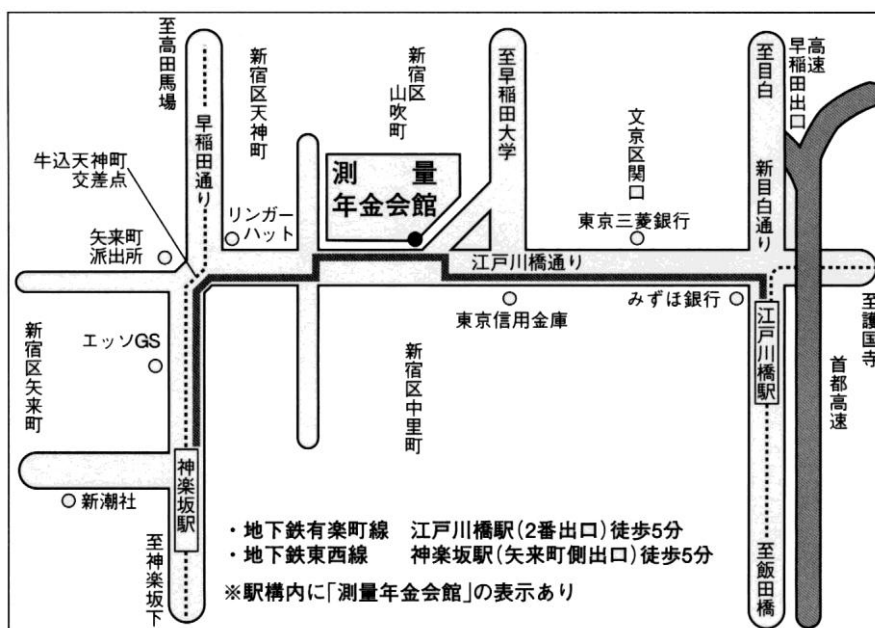 至高田馬場
早稲田通り
新宿区天神町
新宿区
山吹町
至早稲田大学
文京区関口
至目白
新目白通り
高速
早稲田出口
牛込天神町
交差点
リンガー
ハット
測量
年金会館
東京三菱銀行
矢来町
派出所
江戸川橋通り
東京信用金庫
みずほ銀行
江戸川橋駅
至護国寺
首都高速
新宿区矢来町
エッソGS
新宿区中里町
神楽坂駅
新潮社
至神楽坂下
至飯田橋
・地下鉄有楽町線 江戸川橋駅(2番出口)徒歩5分
・地下鉄東西線 神楽坂駅(矢来町側出口)徒歩5分
※駅構内に「測量年金会館」の表示あり